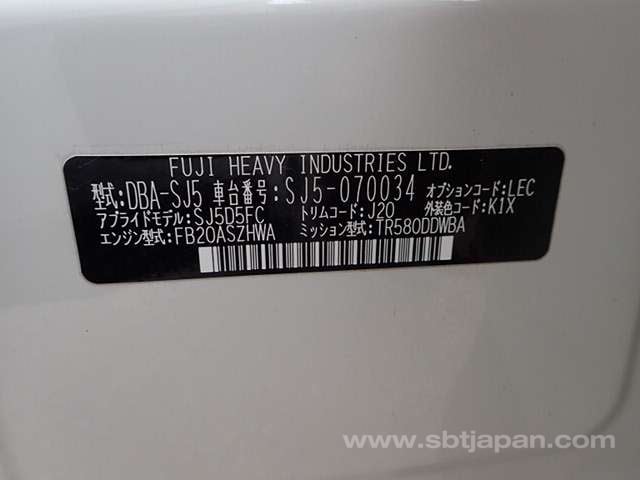 FUJI HEAVY INDUSTRIES LTD.
型式:DBA-SJ5 車台番号:SJ5-070034 オプションコード:LEC
アプライドモデル:SJ5D5FC トリムコード:J20 外装色コード:K1X
エンジン型式:FB20ASZHWA ミッション型式:TR580DDWBA
www.sbtjapan.com/